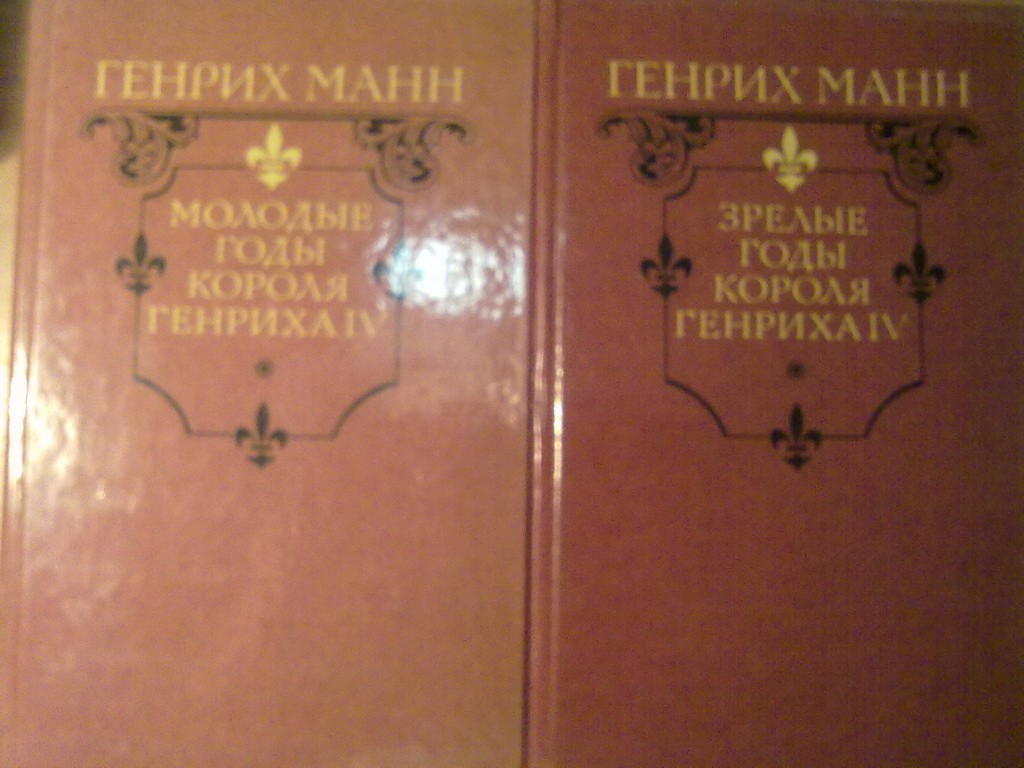 ГЕНРИХ МАНН
МОЛОДЫЕ
ГОДЫ
КОРОЛЯ
ГЕНРИХА IV
ГЕНРИХ МАНН
ЗРЕЛЫЕ
ГОДЫ
КОРОЛЯ
ГЕНРИХА IV